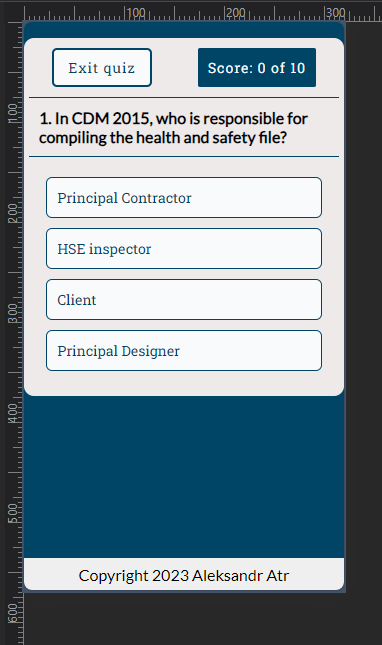 100 200 300
Exit quiz
Score: 0 of 10
1. In CDM 2015, who is responsible for
compiling the health and safety file?
Principal Contractor
HSE inspector
Client
Principal Designer
Copyright 2023 Aleksandr Atr
100
200
300
400
500
600